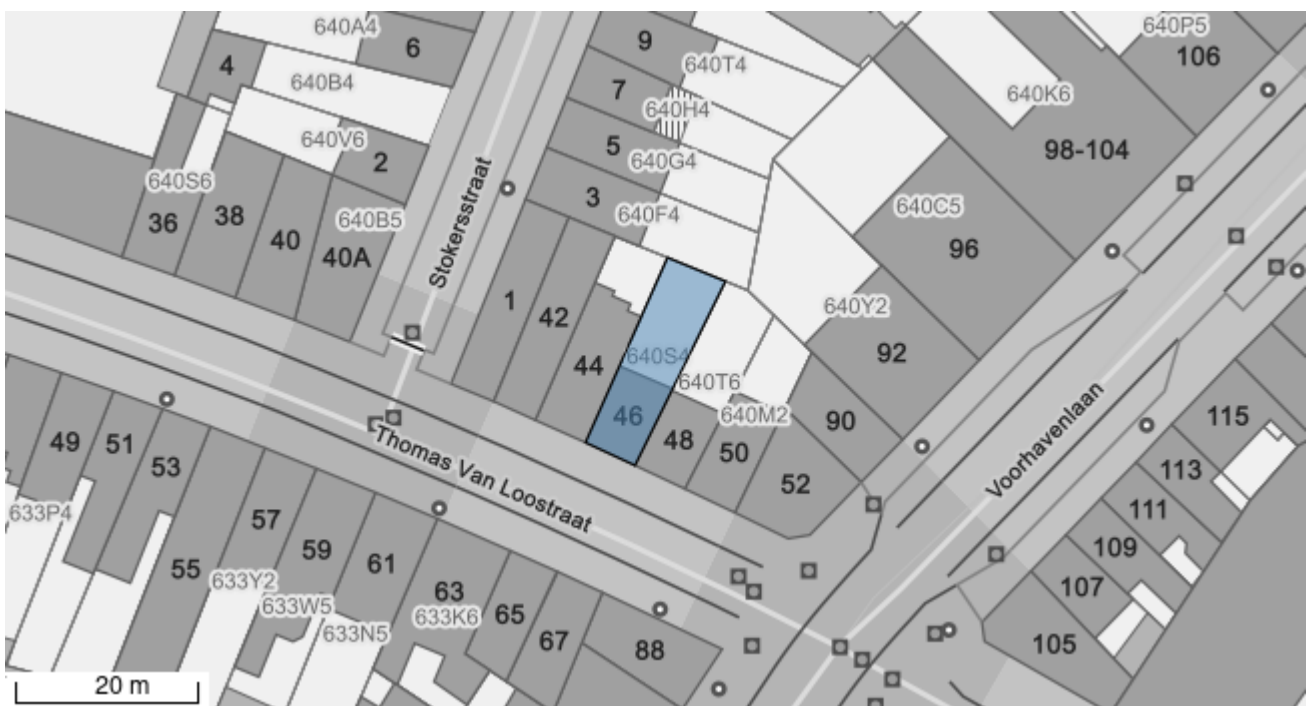 640A4
6
9
640P5
106
4
640B4
640T4
7
640H4
640K6
640V6
2
5
640G4
98-104
640S6
36
38
40
40A
640B5
Stokersstraat
3
640F4
640C5
96
1
42
44
640S4
46
640T6
48
640M2
50
52
640Y2
92
90
Voorhavenlaan
115
113
111
109
107
105
Thomas Van Loostraat
49
51
53
633P4
55
57
59
61
63
65
67
88
633Y2
633W5
633N5
633K6
20 m